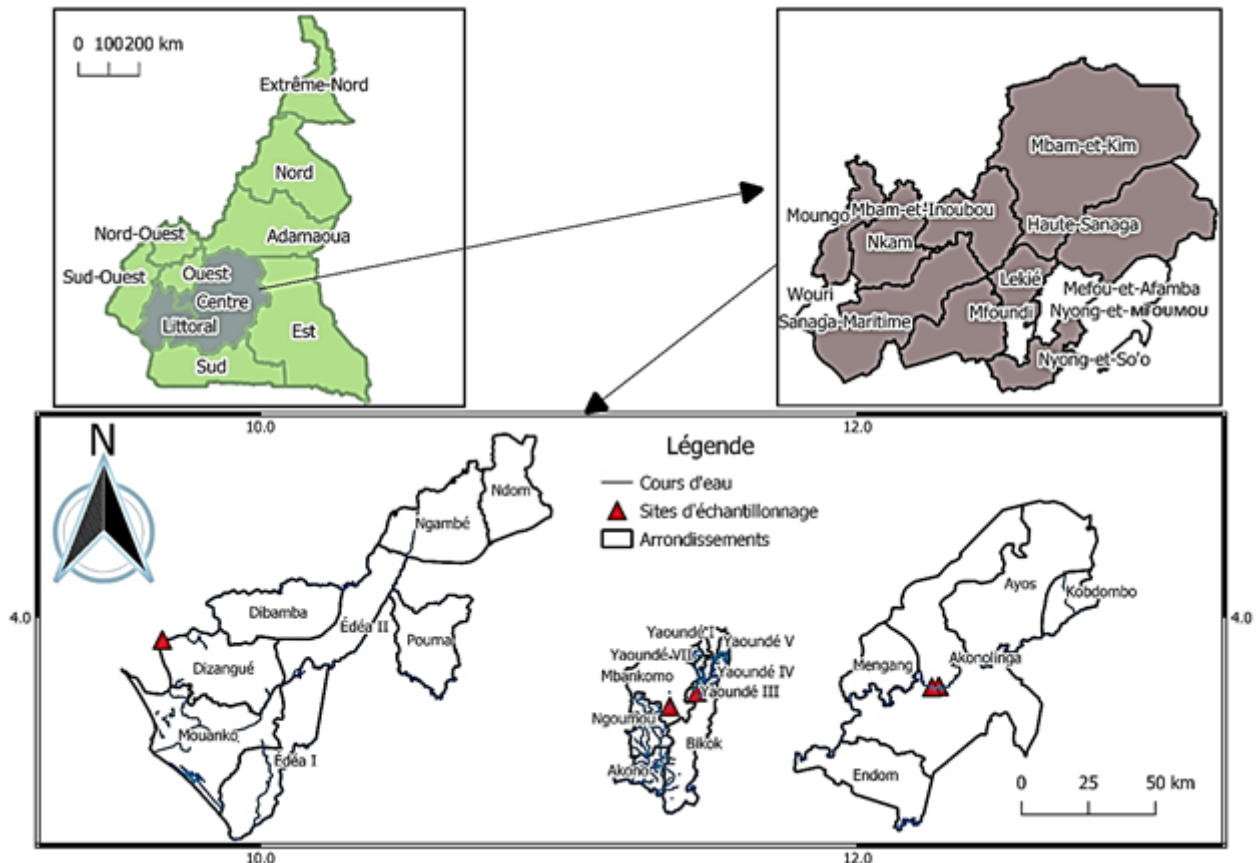 0 100200 km
Extrême-Nord
Nord
Nord-Ouest
Adamaoua
Sud-Ouest
Ouest
Centre
Littoral
Est
Sud
Mbam-et-Kim
Moungo
Mbam-et-Inoubou
Nkam
Haute-Sanaga
Lekié
Wouri
Mefou-et-Afamba
Sanaga-Maritime
Mfoundi
Nyong-et-MFOUMOU
Nyong-et-So'o
10.0
12.0
N
Légende
Cours d'eau
Sites d'échantillonnage
Arrondissements
Ndom
Ngambé
Dibamba
Édéa II
Pouma
Dizangué
Mouanko
Édéa I
4.0
Yaoundé I
Yaoundé V
Yaoundé VII
Yaoundé IV
Mbankomo
Yaoundé III
Ngoumou
Bikok
Akono
Ayos
Kobdombo
Mengang
Akonolinga
Endom
4.0
0 25 50 km
10.0
12.0